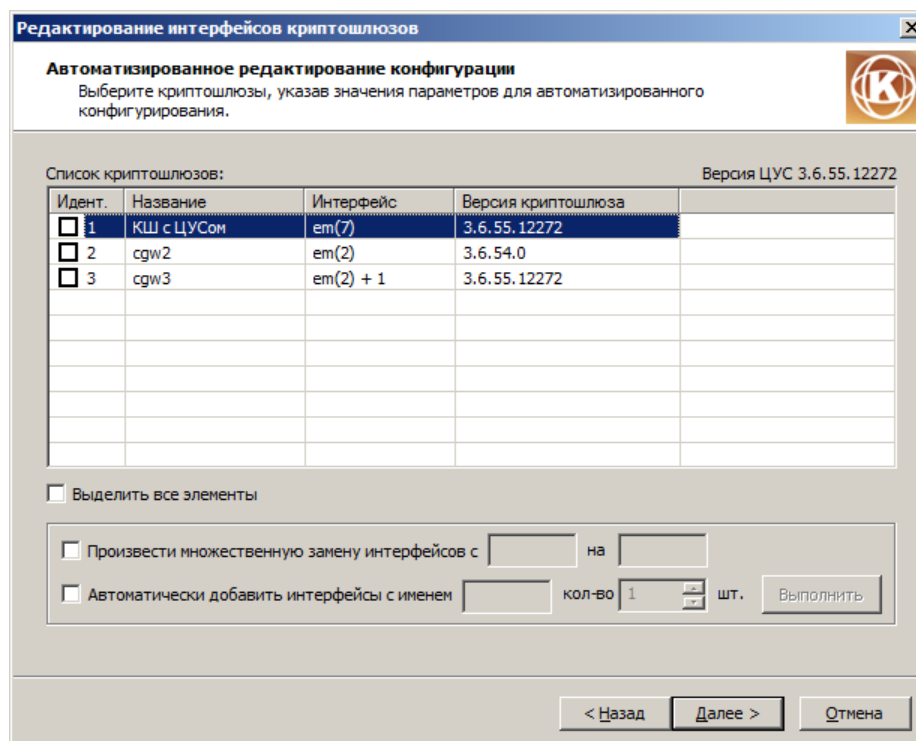 Редактирование интерфейсов криптошлюзов
Автоматизированное редактирование конфигурации
Выберите криптошлюзы, указав значения параметров для автоматизированного
конфигурирования.
К
Список криптошлюзов: Версия ЦУС 3.6.55.12272
Идент. Название Интерфейс Версия криптошлюза
1 КШ с ЦУСом em(7) 3.6.55.12272
2 cgw2 em(2) 3.6.54.0
3 cgw3 em(2) + 1 3.6.55.12272
Выделить все элементы
Произвести множественную замену интерфейсов с на
Автоматически добавить интерфейсы с именем кол-во 1 шт. Выполнить
< Назад Далее > Отмена